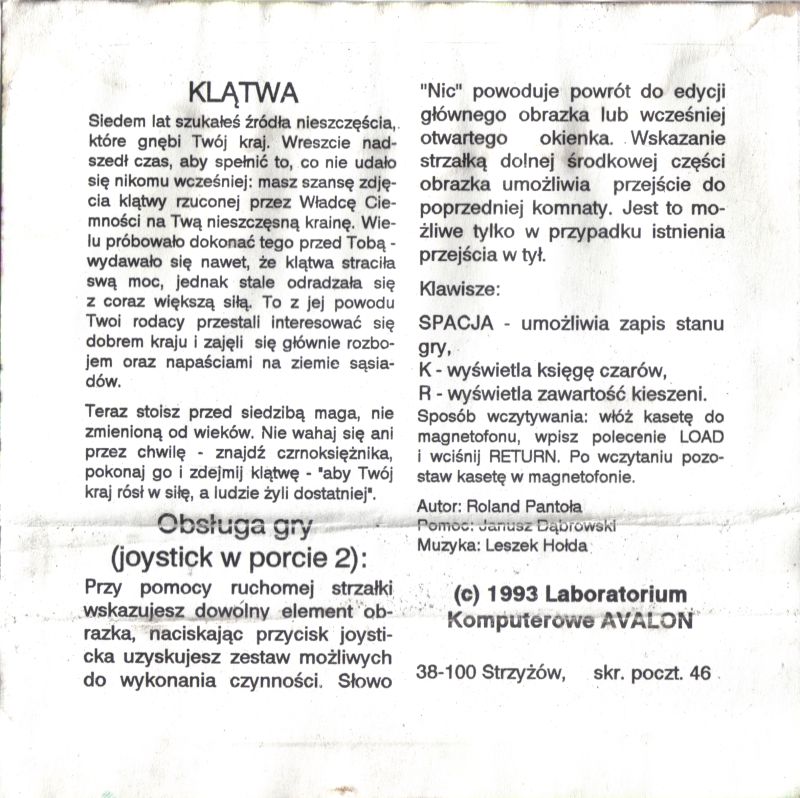 KLĄTWA
Siedem lat szukałeś źródła nieszczęścia,
które gnębi Twój kraj. Wreszcie nad-
szedł czas, aby spełnić to, co nie udało
się nikomu wcześniej: masz szansę zdję-
cia klątwy rzuconej przez Władcę Cie-
mności na Twą nieszczęsną krainę. Wie-
lu próbowało dokonać tego przed Tobą -
wydawało się nawet, że klątwa straciła
swą moc, jednak stale odradzała się
z coraz większą siłą. To z jej powodu
Twoi rodacy przestali interesować się
dobrem kraju i zajęli się głównie rozbo-
jem oraz napaściami na ziemie sąsia-
dów.
Teraz stoisz przed siedzibą maga, nie
zmienioną od wieków. Nie wahaj się ani
przez chwilę - znajdź czrnoksiężnika,
pokonaj go i zdejmij klątwę - "aby Twój
kraj rósł w siłę, a ludzie żyli dostatniej".
Obsługa gry
(joystick w porcie 2):
Przy pomocy ruchomej strzałki
wskazujesz dowolny element ob-
razka, naciskając przycisk joysti-
cka uzyskujesz zestaw możliwych
do wykonania czynności. Słowo
"Nic" powoduje powrót do edycji
głównego obrazka lub wcześniej
otwartego okienka. Wskazanie
strzałką dolnej środkowej części
obrazka umożliwia przejście do
poprzedniej komnaty. Jest to mo-
żliwe tylko w przypadku istnienia
przejścia w tył.
Klawisze:
SPACJA - umożliwia zapis stanu
gry,
K - wyświetla księgę czarów,
R - wyświetla zawartość kieszeni.
Sposób wczytywania: włóż kasetę do
magnetofonu, wpisz polecenie LOAD
i wciśnij RETURN. Po wczytaniu pozo-
staw kasetę w magnetofonie.
Autor: Roland Pantoła
Pomoc: Janusz Dąbrowski
Muzyka: Leszek Hołda
(c) 1993 Laboratorium
Komputerowe AVALON
38-100 Strzyżów, skr. poczt. 46